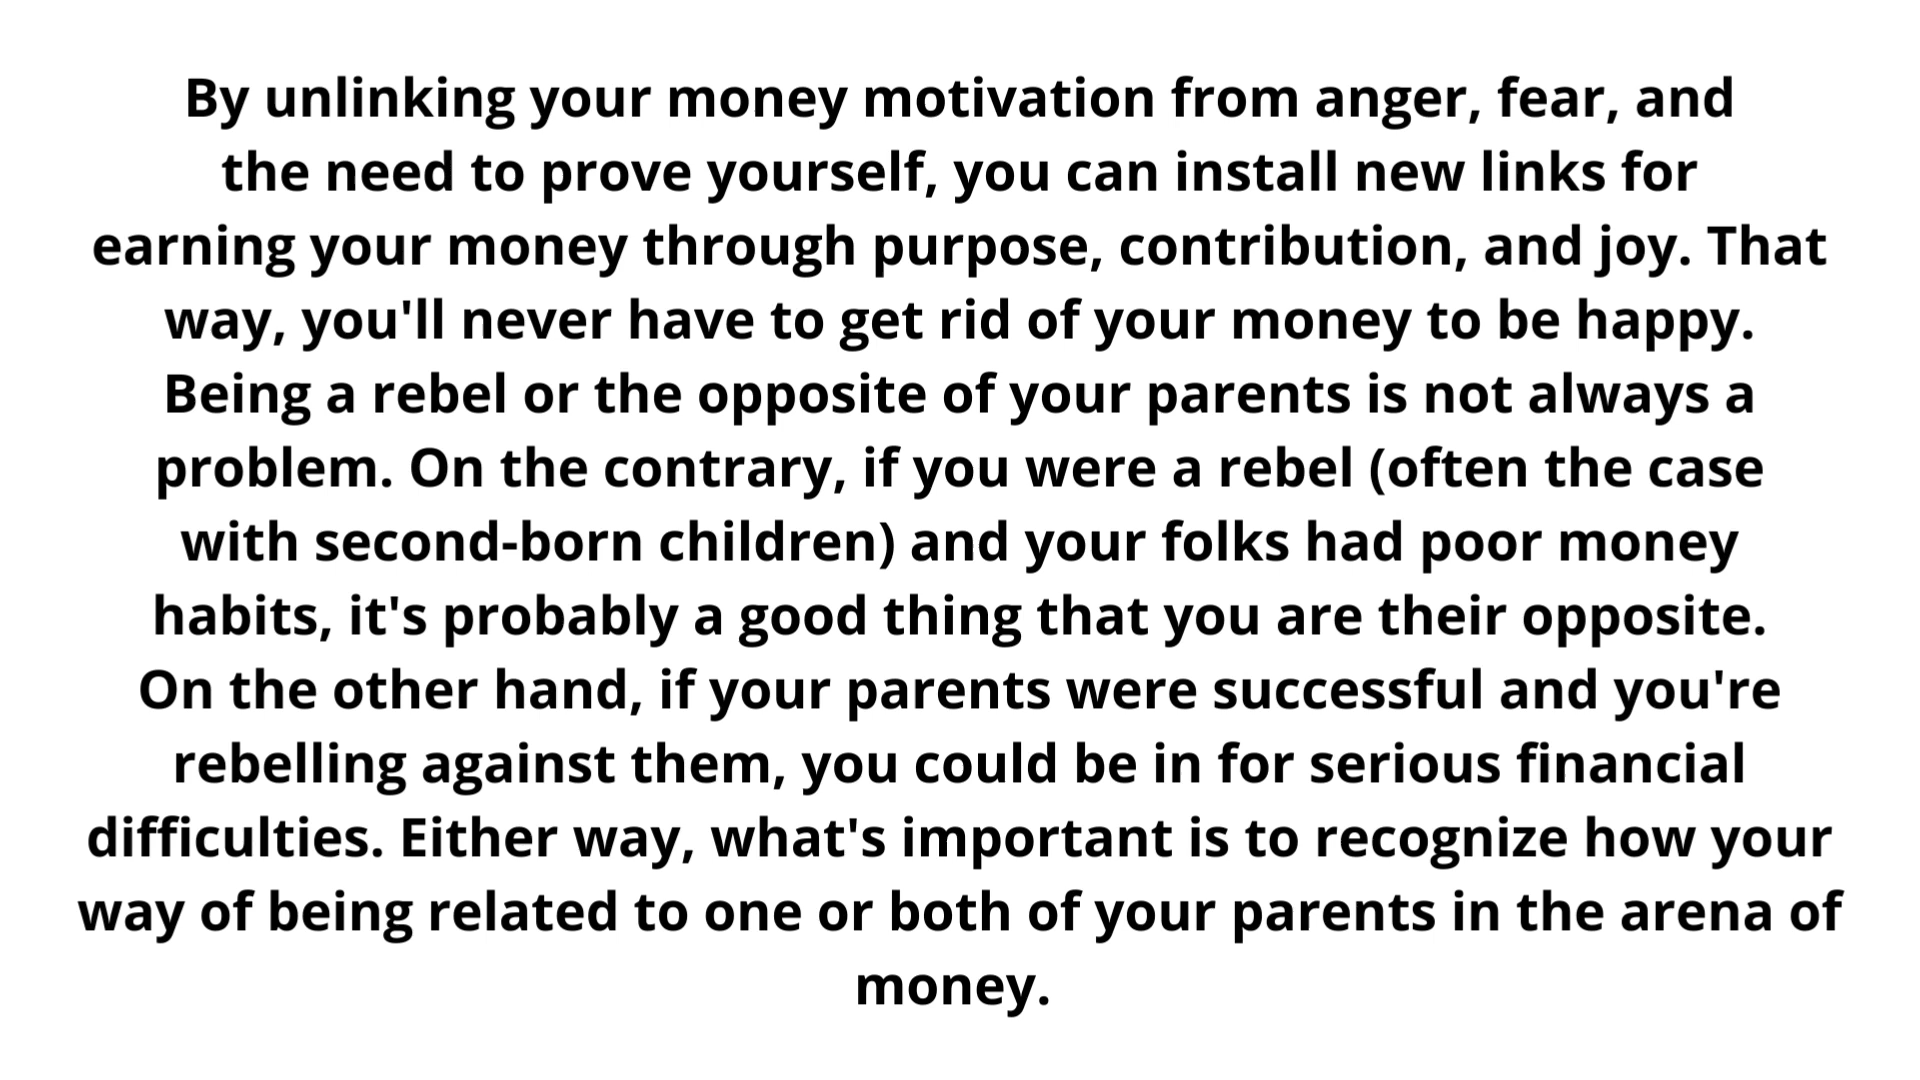 By unlinking your money motivation from anger, fear, and
the need to prove yourself, you can install new links for
earning your money through purpose, contribution, and joy. That
way, you'll never have to get rid of your money to be happy.
Being a rebel or the opposite of your parents is not always a
problem. On the contrary, if you were a rebel (often the case
with second-born children) and your folks had poor money
habits, it's probably a good thing that you are their opposite.
On the other hand, if your parents were successful and you're
rebelling against them, you could be in for serious financial
difficulties. Either way, what's important is to recognize how your
way of being related to one or both of your parents in the arena of
money.